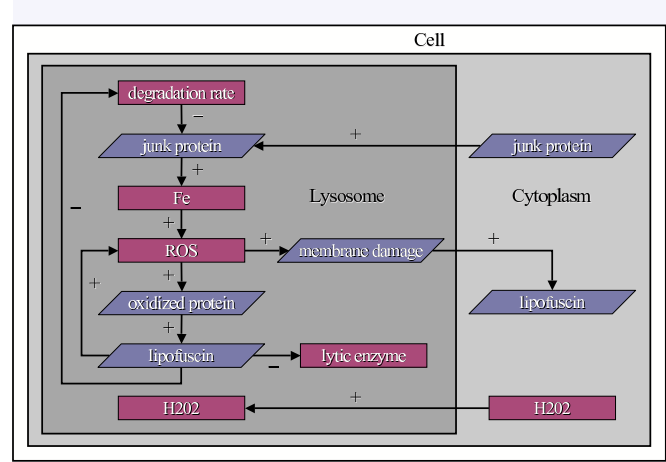 Cell
degradation rate
−
junk protein
+
junk protein
+
Fe
Lysosome
Cytoplasm
−
+
ROS
+
membrane damage
+
+
+
oxidized protein
lipofuscin
+
lipofuscin
−
lytic enzyme
+
H202
H202